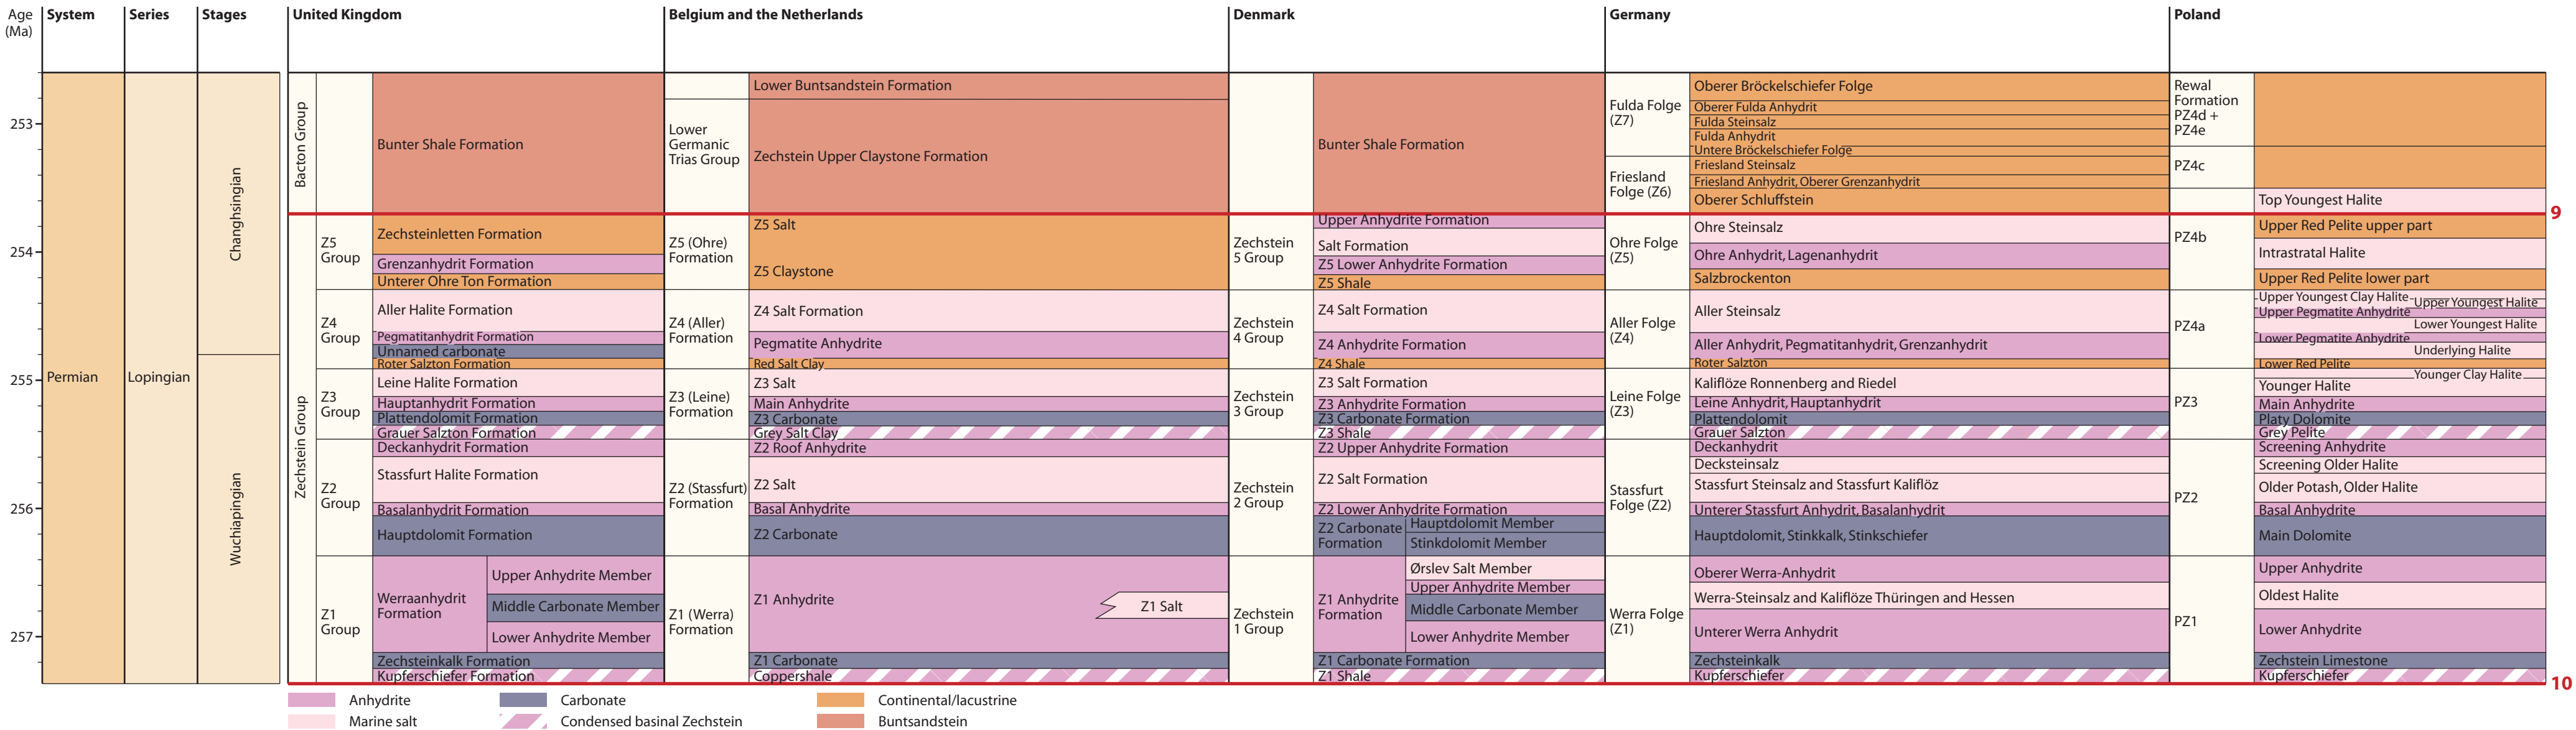 Age
(Ma)
System
Series
Stages
United Kingdom
Belgium and the Netherlands
Denmark
Germany
Poland
253
254
255
256
257
Permian
Lopingian
Changhsingian
Wuchiapingian
Bacton Group
Zechstein Group
Z5
Group
Z4
Group
Z3
Group
Z2
Group
Z1
Group
Bunter Shale Formation
Zechsteinletten Formation
Grenzanhydrit Formation
Unterer Ohre Ton Formation
Aller Halite Formation
Pegmatitanhydrit Formation
Unnamed carbonate
Roter Salzton Formation
Leine Halite Formation
Hauptanhydrit Formation
Plattendolomit Formation
Grauer Salzton Formation
Deckanhydrit Formation
Stassfurt Halite Formation
Basalanhydrit Formation
Hauptdolomit Formation
Werraanhydrit
Formation
Upper Anhydrite Member
Middle Carbonate Member
Lower Anhydrite Member
Zechsteinkalk Formation
Kupferschiefer Formation
Lower
Germanic
Trias Group
Z5 (Ohre)
Formation
Z4 (Aller)
Formation
Z3 (Leine)
Formation
Z2 (Stassfurt)
Formation
Z1 (Werra)
Formation
Lower Buntsandstein Formation
Zechstein Upper Claystone Formation
Z5 Salt
Z5 Claystone
Z4 Salt Formation
Pegmatite Anhydrite
Red Salt Clay
Z3 Salt
Main Anhydrite
Z3 Carbonate
Grey Salt Clay
Z2 Roof Anhydrite
Z2 Salt
Basal Anhydrite
Z2 Carbonate
Z1 Anhydrite
Z1 Salt
Z1 Carbonate
Coppershale
Zechstein
5 Group
Zechstein
4 Group
Zechstein
3 Group
Zechstein
2 Group
Zechstein
1 Group
Bunter Shale Formation
Upper Anhydrite Formation
Salt Formation
Z5 Lower Anhydrite Formation
Z5 Shale
Z4 Salt Formation
Z4 Anhydrite Formation
Z4 Shale
Z3 Salt Formation
Z3 Anhydrite Formation
Z3 Carbonate Formation
Z3 Shale
Z2 Upper Anhydrite Formation
Z2 Salt Formation
Z2 Lower Anhydrite Formation
Z2 Carbonate
Formation
Hauptdolomit Member
Stinkdolomit Member
Z1 Anhydrite
Formation
Ørslev Salt Member
Upper Anhydrite Member
Middle Carbonate Member
Lower Anhydrite Member
Z1 Carbonate Formation
Z1 Shale
Fulda Folge
(Z7)
Friesland
Folge (Z6)
Ohre Folge
(Z5)
Aller Folge
(Z4)
Leine Folge
(Z3)
Stassfurt
Folge (Z2)
Werra Folge
(Z1)
Oberer Bröckelschiefer Folge
Oberer Fulda Anhydrit
Fulda Steinsalz
Fulda Anhydrit
Untere Bröckelschiefer Folge
Friesland Steinsalz
Friesland Anhydrit, Oberer Grenzanhydrit
Oberer Schluffstein
Ohre Steinsalz
Ohre Anhydrit, Lagenanhydrit
Salzbrockenton
Aller Steinsalz
Aller Anhydrit, Pegmatitanhydrit, Grenzanhydrit
Roter Salzton
Kaliflöze Ronnenberg and Riedel
Leine Anhydrit, Hauptanhydrit
Plattendolomit
Grauer Salzton
Deckanhydrit
Decksteinsalz
Stassfurt Steinsalz and Stassfurt Kaliflöz
Unterer Stassfurt Anhydrit, Basalanhydrit
Hauptdolomit, Stinkkalk, Stinkschiefer
Oberer Werra-Anhydrit
Werra-Steinsalz and Kaliflöze Thüringen and Hessen
Unterer Werra Anhydrit
Zechsteinkalk
Kupferschiefer
Rewal
Formation
PZ4d +
PZ4e
PZ4c
PZ4b
PZ4a
PZ3
PZ2
PZ1
Top Youngest Halite
Upper Red Pelite upper part
Intrastratal Halite
Upper Red Pelite lower part
Upper Youngest Clay Halite
Upper Youngest Halite
Upper Pegmatite Anhydrite
Lower Youngest Halite
Lower Pegmatite Anhydrite
Underlying Halite
Lower Red Pelite
Younger Clay Halite
Younger Halite
Main Anhydrite
Platy Dolomite
Grey Pelite
Screening Anhydrite
Screening Older Halite
Older Potash, Older Halite
Basal Anhydrite
Main Dolomite
Upper Anhydrite
Oldest Halite
Lower Anhydrite
Zechstein Limestone
Kupferschiefer
9
10
Anhydrite
Carbonate
Continental/lacustrine
Marine salt
Condensed basinal Zechstein
Buntsandstein